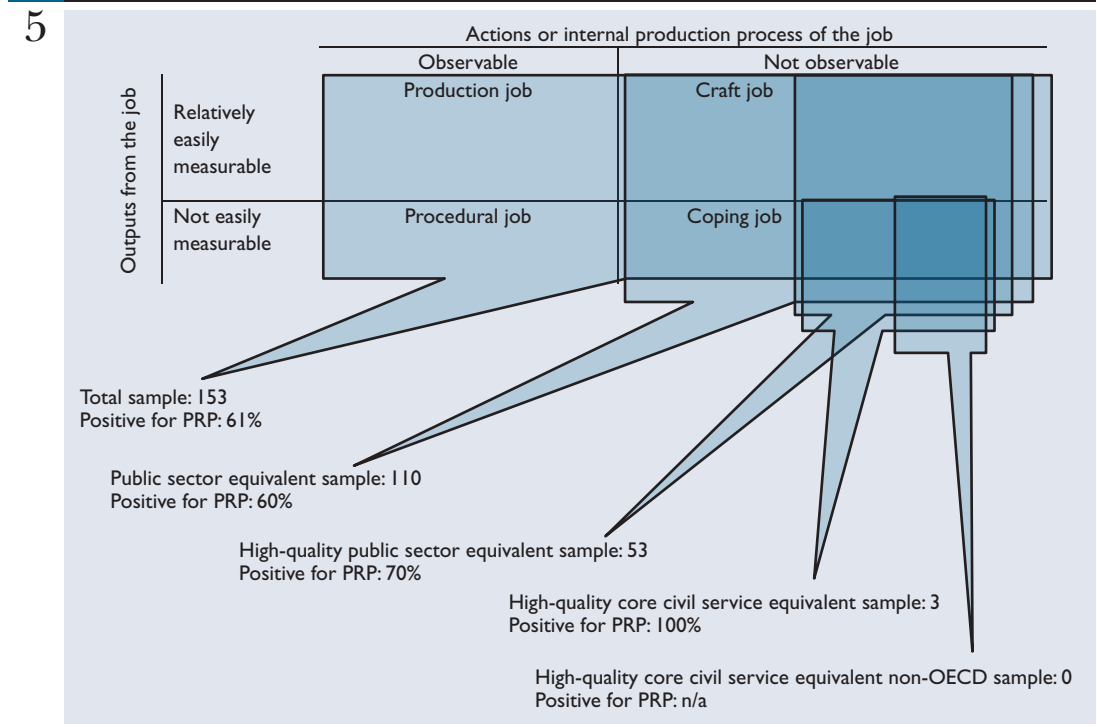 5
Actions or internal production process of the job
Observable
Not observable
Outputs from the job
Production job
Craft job
Relatively
easily
measurable
Not easily
measurable
Procedural job
Coping job
Total sample: 153
Positive for PRP: 61%
Public sector equivalent sample: 110
Positive for PRP: 60%
High-quality public sector equivalent sample: 53
Positive for PRP: 70%
High-quality core civil service equivalent sample: 3
Positive for PRP: 100%
High-quality core civil service equivalent non-OECD sample: 0
Positive for PRP: n/a